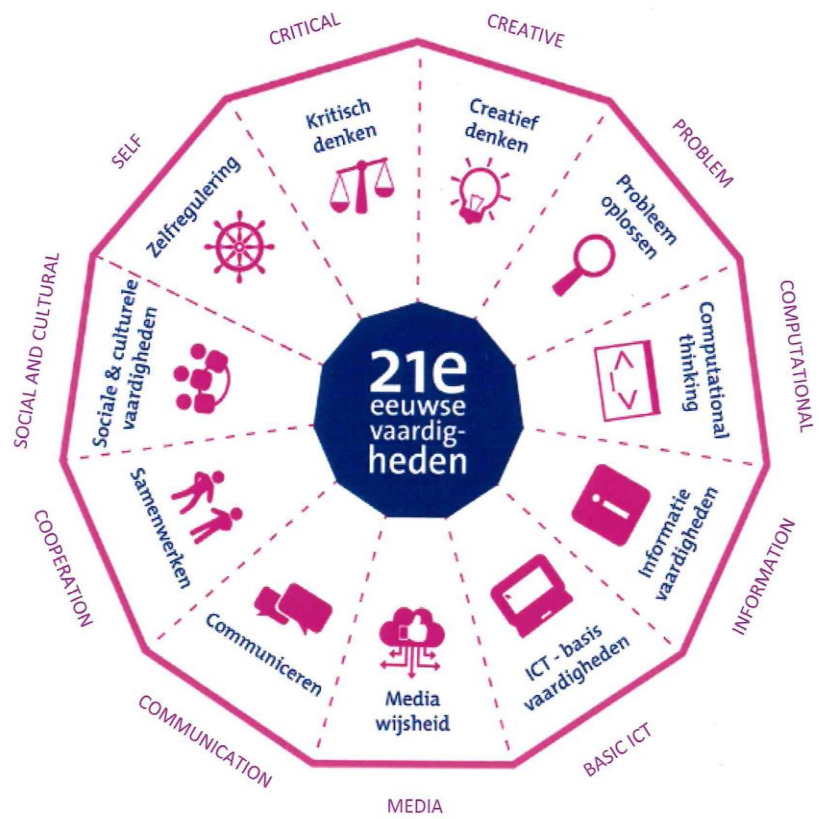 CRITICAL
CREATIVE
PROBLEM
COMPUTATIONAL
INFORMATION
BASIC ICT
MEDIA
COMMUNICATION
COOPERATION
SOCIAL AND CULTURAL
SELF
Kritisch
denken
Creatief
denken
Probleem
oplossen
Computational
thinking
Informatie
vaardigheden
ICT - basis
vaardigheden
Media
wijsheid
Communiceren
Samenwerken
Sociale & culturele
vaardigheden
Zelfregulering
21e
eeuwse
vaardig-
heden